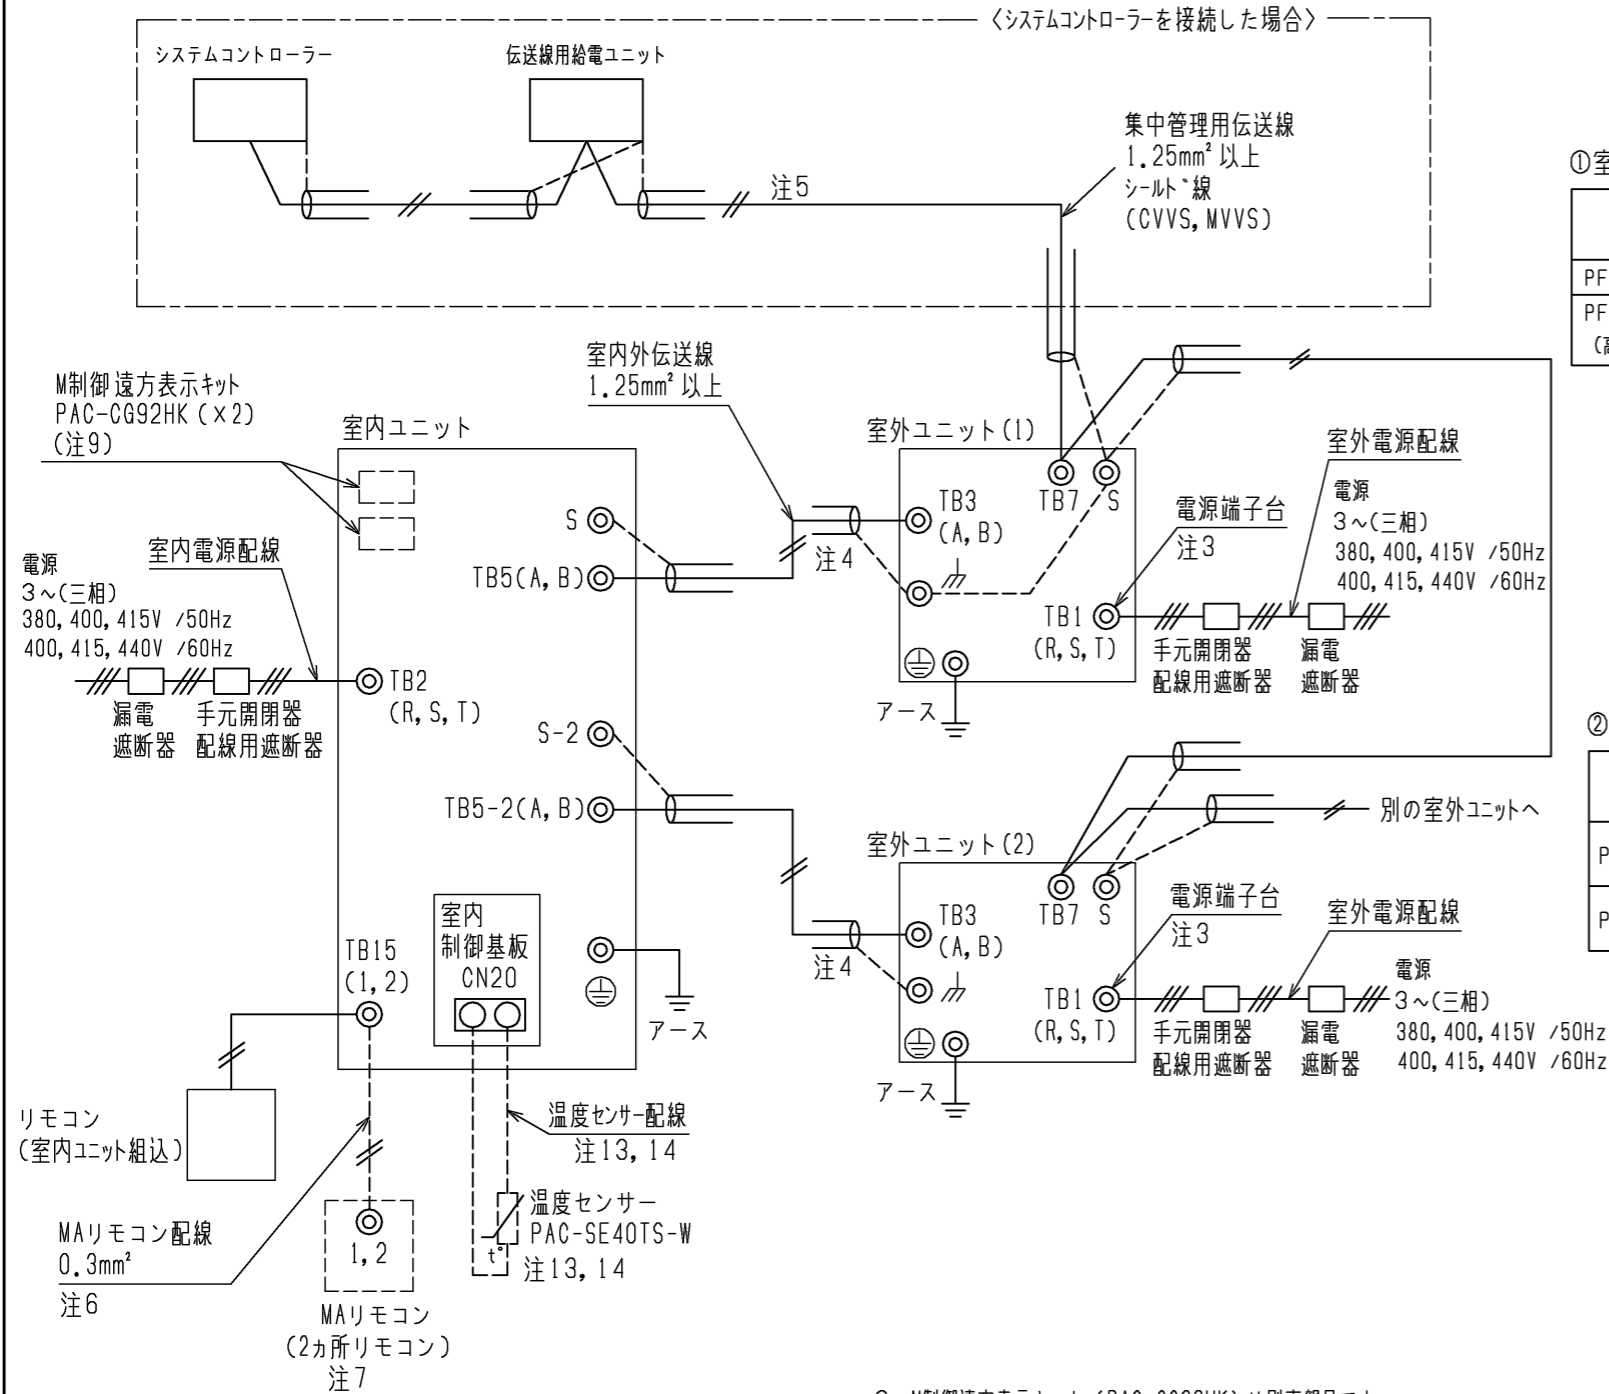 〈システムコントローラーを接続した場合〉
システムコントローラー
伝送線用給電ユニット
集中管理用伝送線
1.25mm²以上
シールド線
(CVVS,MVVS)
注5
①室
PF
PF
(高
M制御遠方表示キット
PAC-CG92HK(×2)
(注9)
室内外伝送線
1.25mm²以上
室内ユニット
室外ユニット(1)
室外電源配線
電源
3~(三相)
380,400,415V /50Hz
400,415,440V /60Hz
TB7
S
TB3
(A,B)
電源端子台
注3
注4
S
TB5(A,B)
室内電源配線
電源
3~(三相)
380,400,415V /50Hz
400,415,440V /60Hz
TB1
(R,S,T)
手元開閉器
配線用遮断器
漏電
遮断器
アース
TB2
(R,S,T)
漏電
遮断器
手元開閉器
配線用遮断器
S-2
TB5-2(A,B)
②
P
P
別の室外ユニットへ
室外ユニット(2)
TB7
S
TB3
(A,B)
電源端子台
注3
室外電源配線
注4
電源
3~(三相)
380,400,415V /50Hz
400,415,440V /60Hz
TB1
(R,S,T)
手元開閉器
配線用遮断器
漏電
遮断器
アース
室内
制御基板
CN20
TB15
(1,2)
アース
リモコン
(室内ユニット組込)
温度センサー配線
注13,14
温度センサー
PAC-SE40TS-W
注13,14
t°
MAリモコン配線
0.3mm²
注6
1,2
MAリモコン
(2ヵ所リモコン)
注7